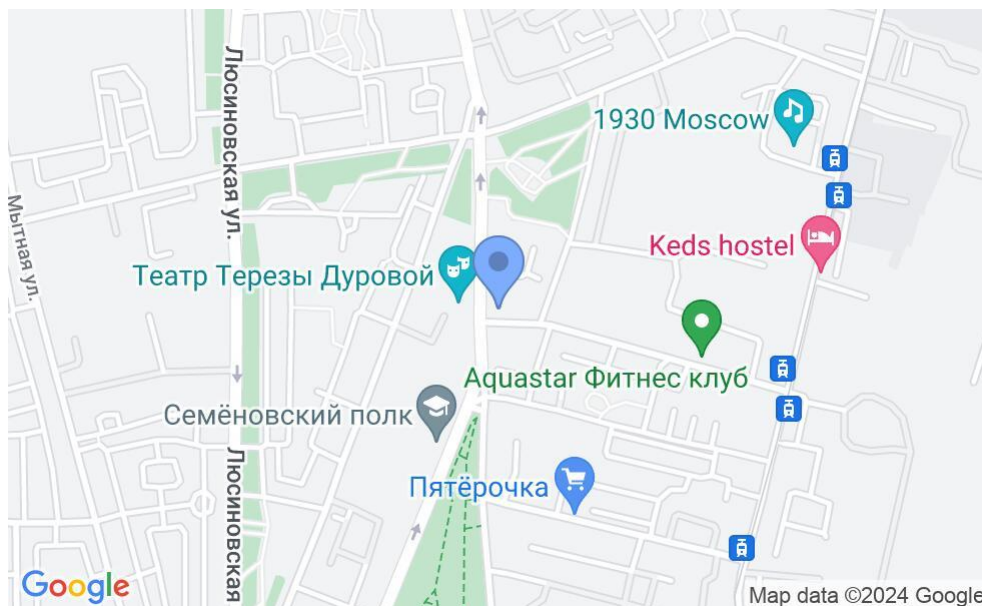 Люсиновская ул.
1930 Moscow
Мытная ул.
Keds hostel
Театр Терезы Дуровой
Aquastar Фитнес клуб
Семёновский полк
Люсиновская
Пятёрочка
Google
Map data ©2024 Google